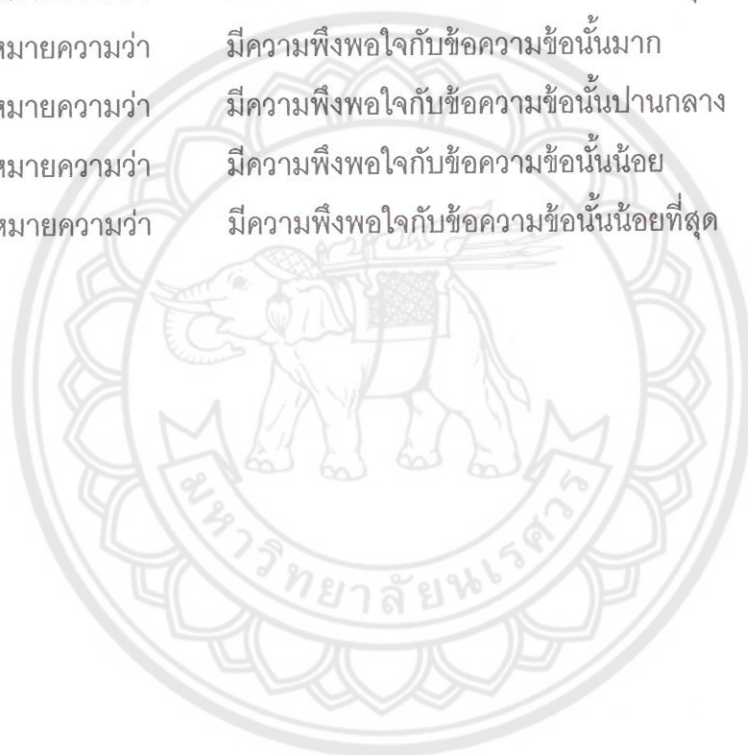 หมายความว่า มีความพึงพอใจกับข้อความข้อนั้นมาก
หมายความว่า มีความพึงพอใจกับข้อความข้อนั้นปานกลาง
หมายความว่า มีความพึงพอใจกับข้อความข้อนั้นน้อย
หมายความว่า มีความพึงพอใจกับข้อความข้อนั้นน้อยที่สุด
มหาวิทยาลัยนเรศวร